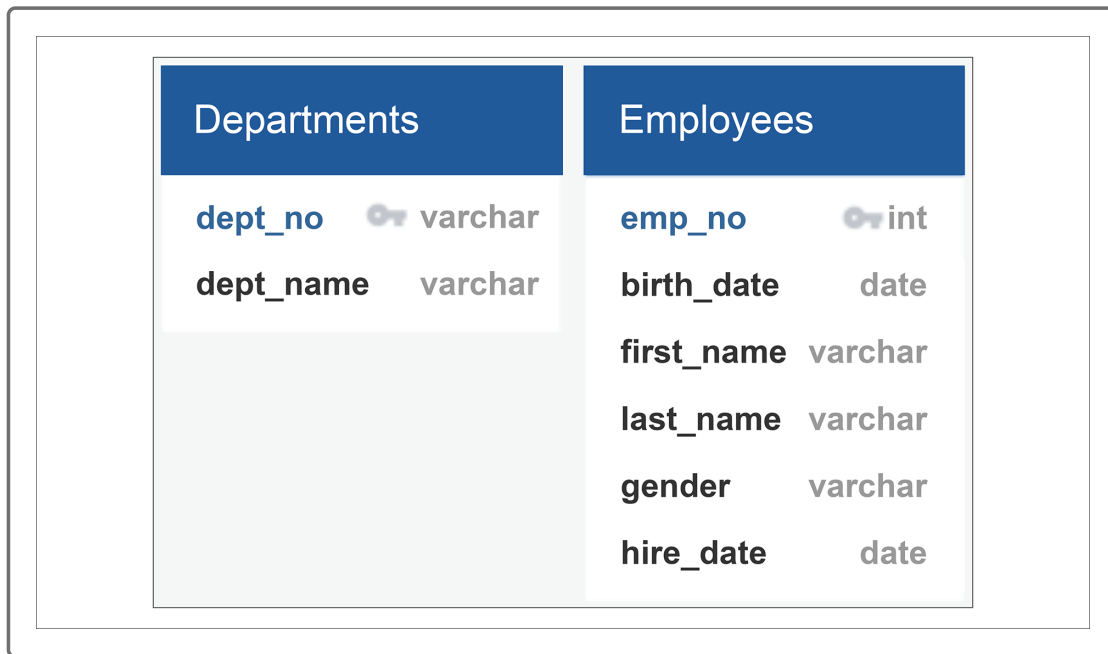 Departments
dept_no varchar
dept_name varchar
Employees
emp_no int
birth_date date
first_name varchar
last_name varchar
gender varchar
hire_date date